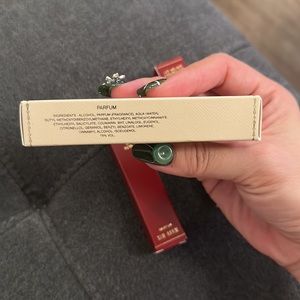 PARFUM
INGREDIENTS : ALCOHOL, PARFUM (FRAGRANCE), AQUA (WATER),
BUTYL METHOXYDIBENZOYLMETHANE, ETHYLHEXYL METHOXYCINNAMATE,
ETHYLHEXYL SALICYLATE, COUMARIN, BHT, LINALOOL, EUGENOL,
CITRONELLOL, GERANIOL, BENZYL BENZOATE, LIMONENE,
CINNAMYL ALCOHOL, ISOEUGENOL
VOL.